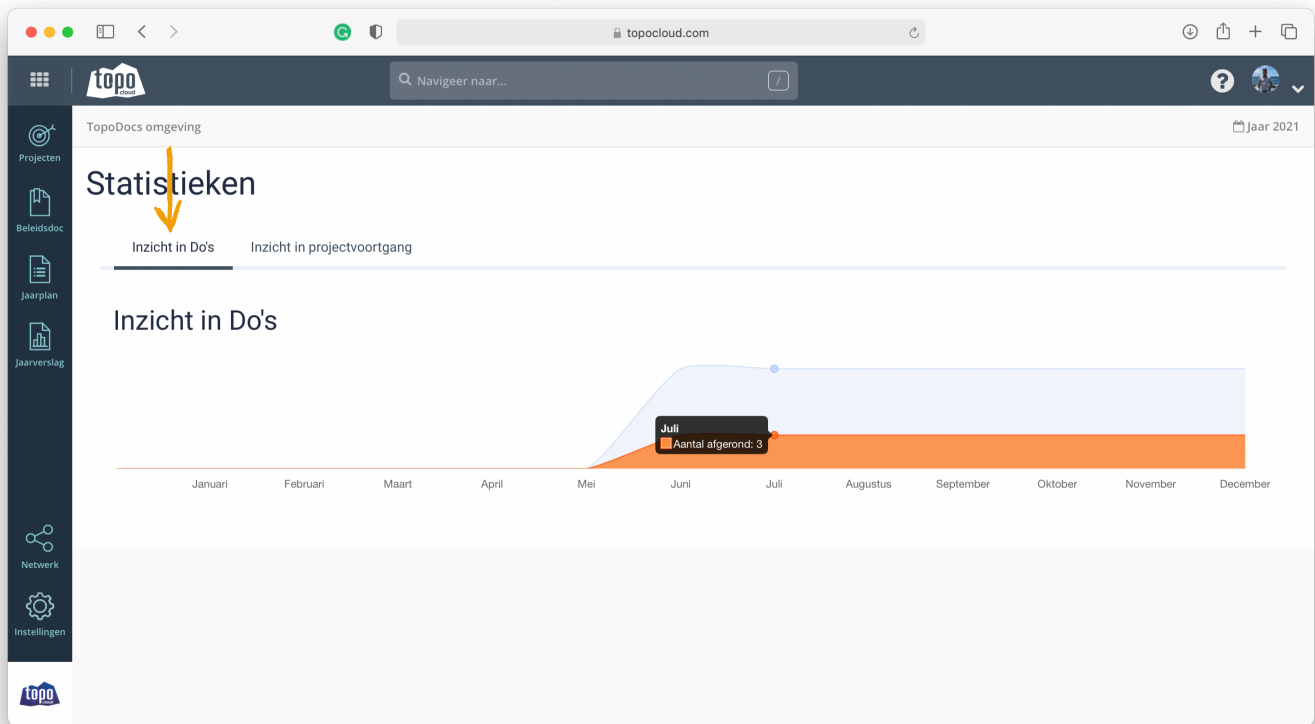 topocloud.com
topo
cloud
Navigeer naar...
/
?
TopoDocs omgeving
Jaar 2021
Projecten
Beleidsdoc
Jaarplan
Jaarverslag
Netwerk
Instellingen
topo
cloud
Statistieken
Inzicht in Do's
Inzicht in projectvoortgang
Inzicht in Do's
Juli
Aantal afgerond: 3
Januari Februari Maart April Mei Juni Juli Augustus September Oktober November December